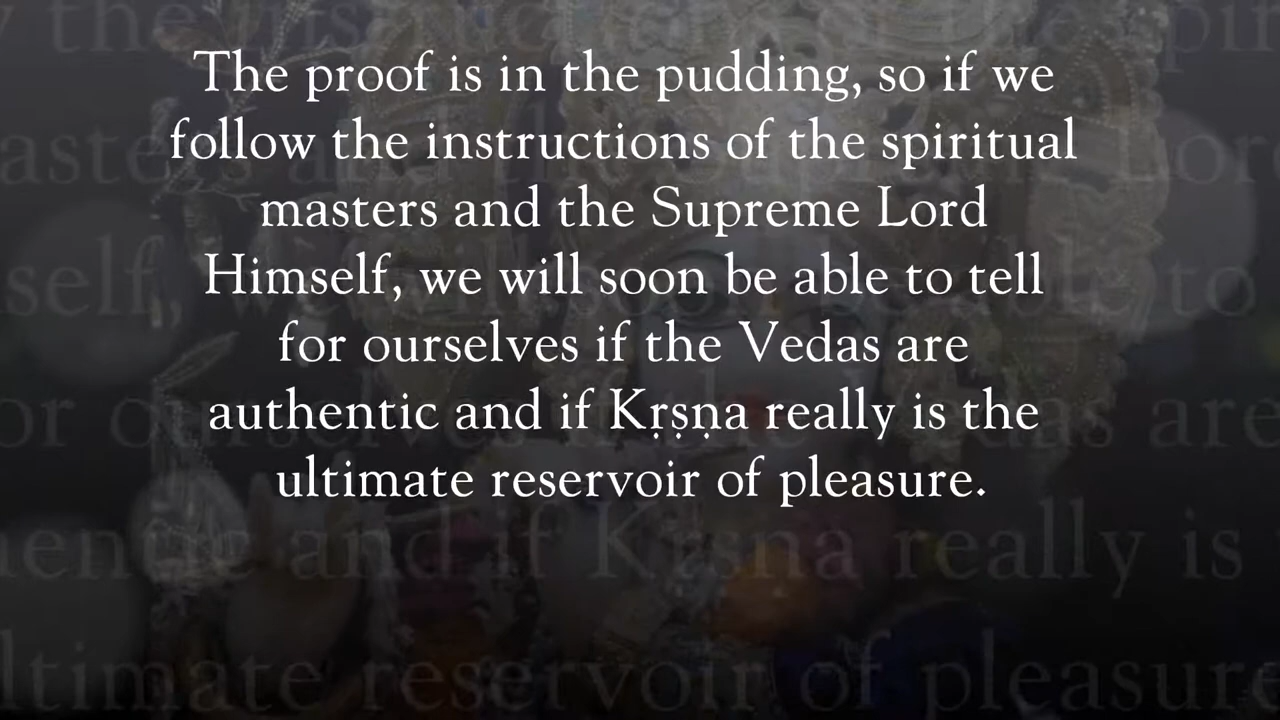 The proof is in the pudding, so if we
follow the instructions of the spiritual
masters and the Supreme Lord
Himself, we will soon be able to tell
for ourselves if the Vedas are
authentic and if Kṛṣṇa really is the
ultimate reservoir of pleasure.